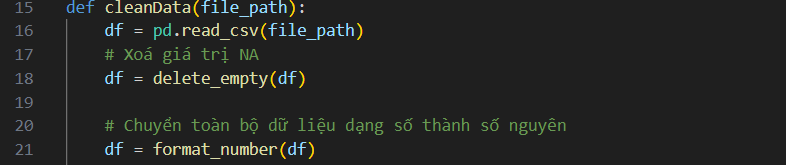 15 def cleanData(file_path):
16     df = pd.read_csv(file_path)
17     # Xoá giá trị NA
18     df = delete_empty(df)
19
20     # Chuyển toàn bộ dữ liệu dạng số thành số nguyên
21     df = format_number(df)